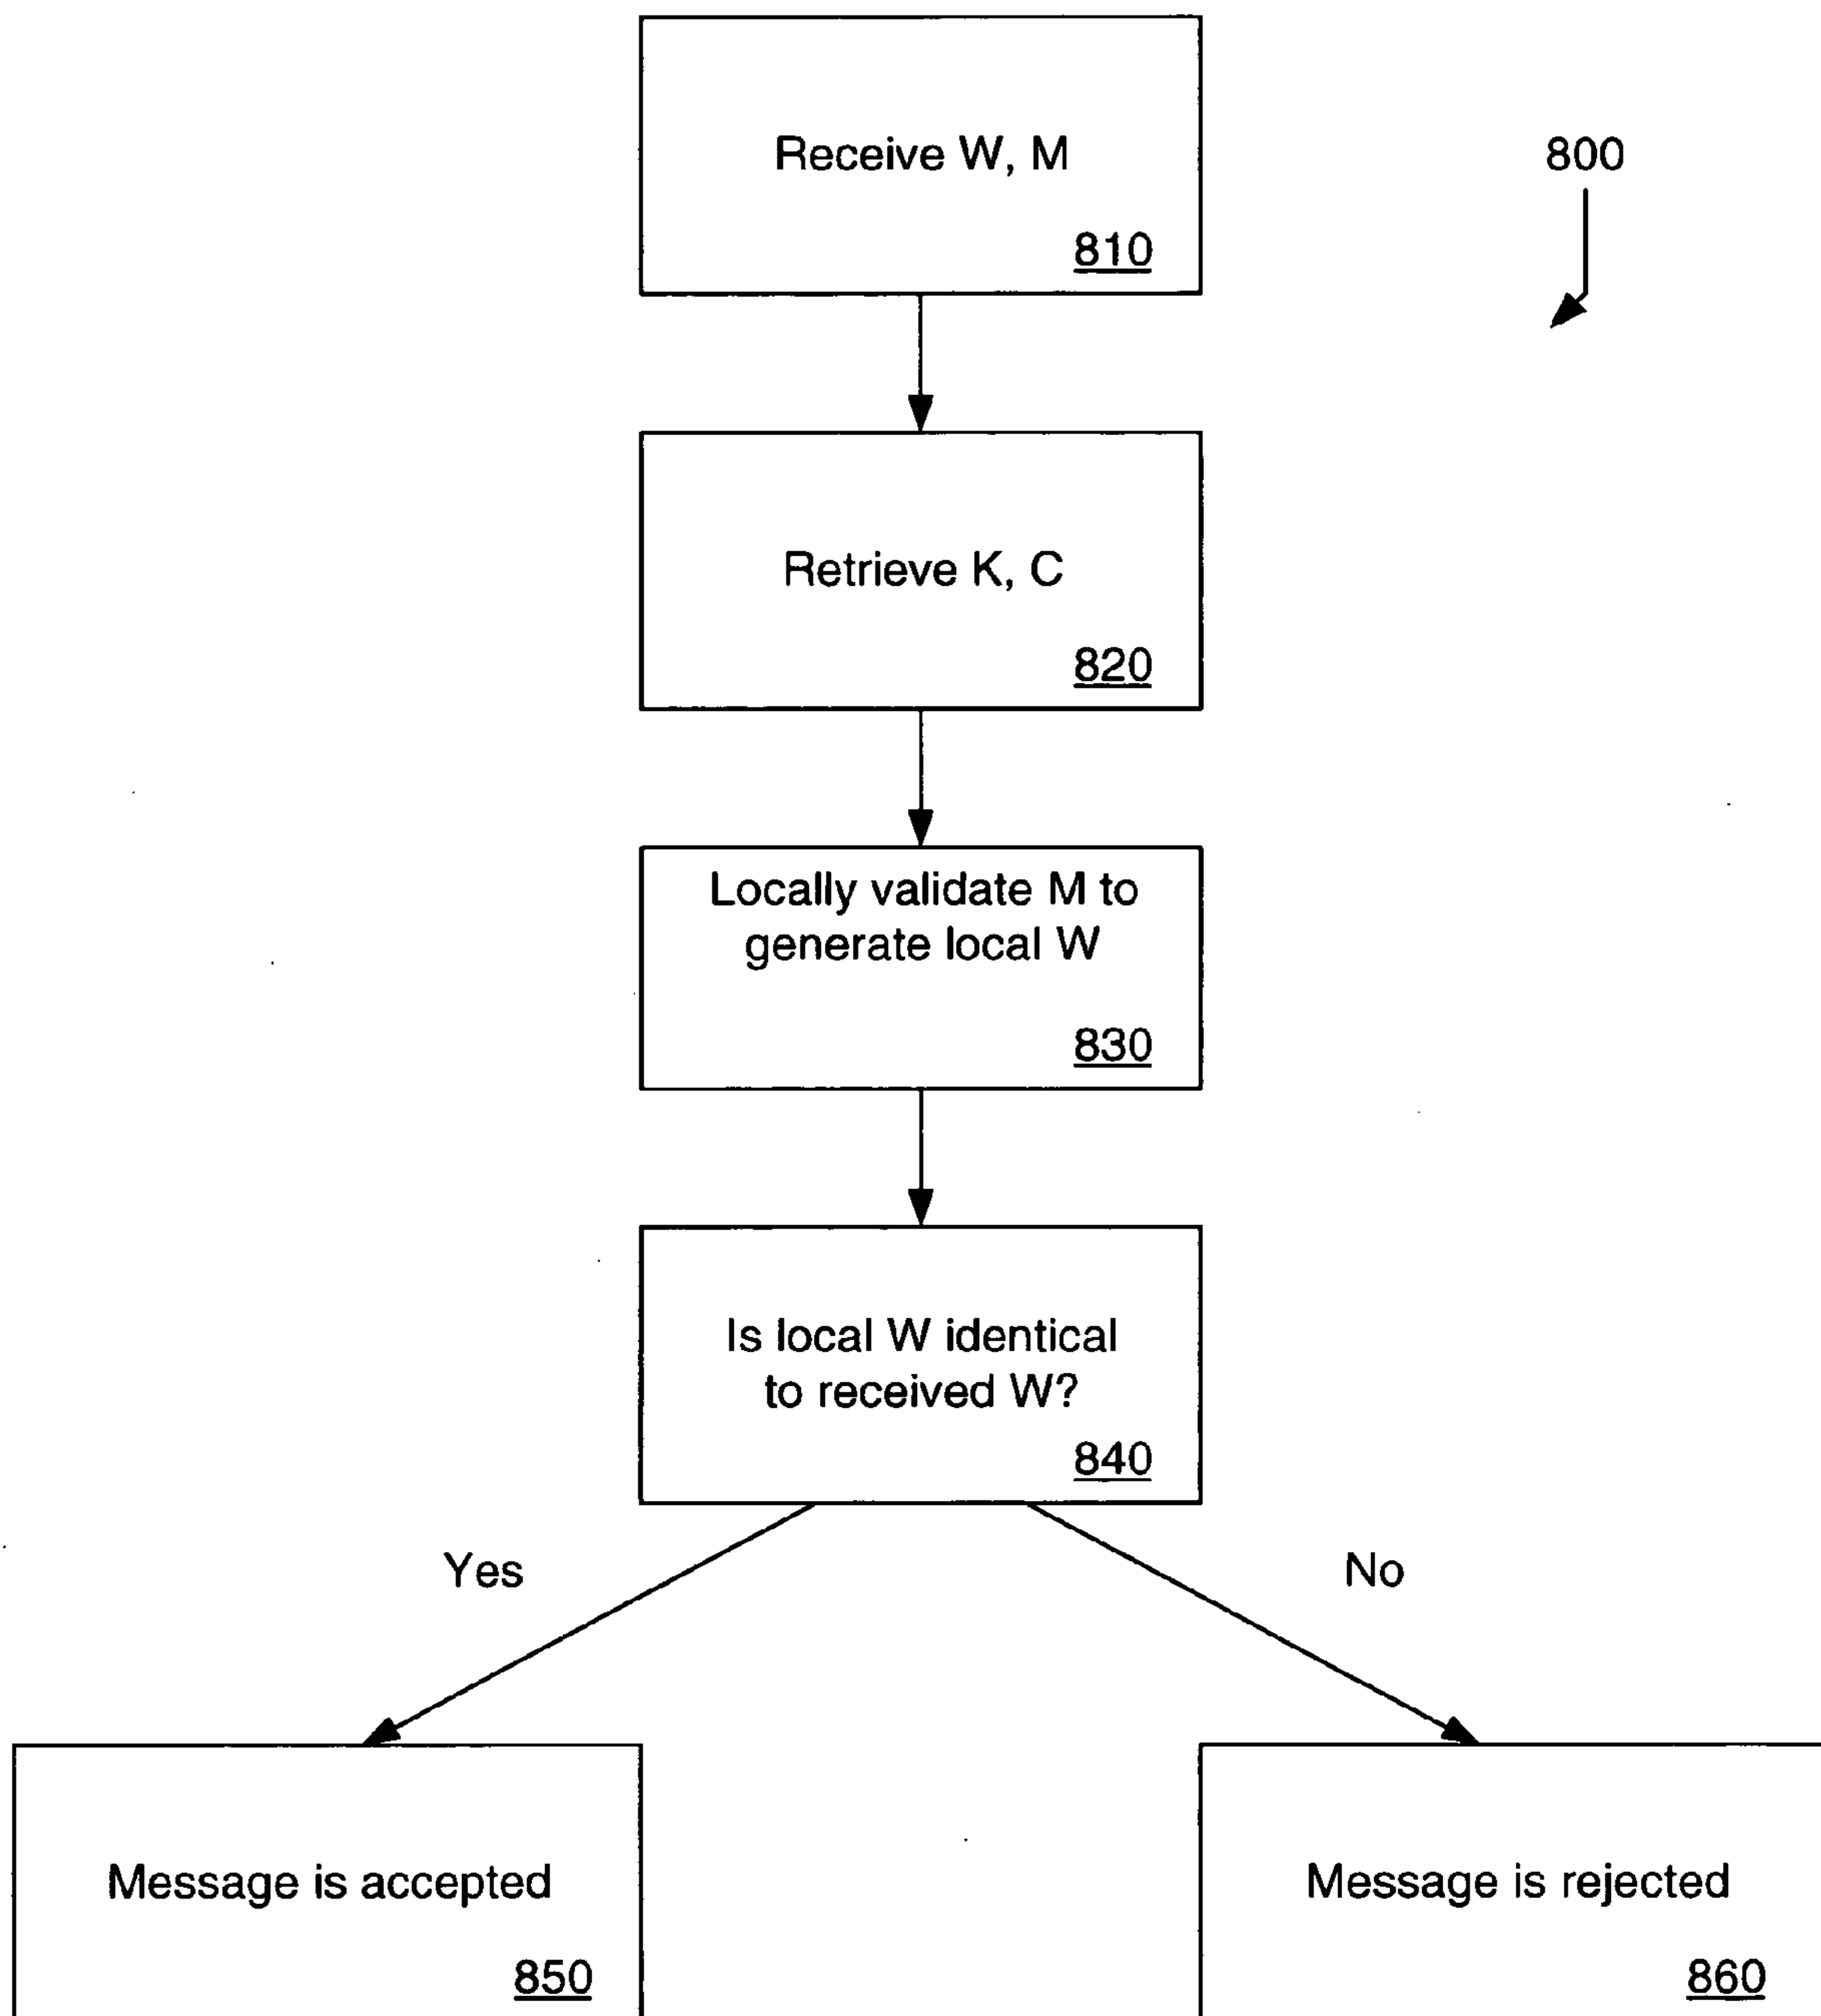 Receive W, M
800
810
Retrieve K, C
820
Locally validate M to
generate local W
830
Is local W identical
to received W?
840
Yes
No
Message is accepted
850
Message is rejected
860